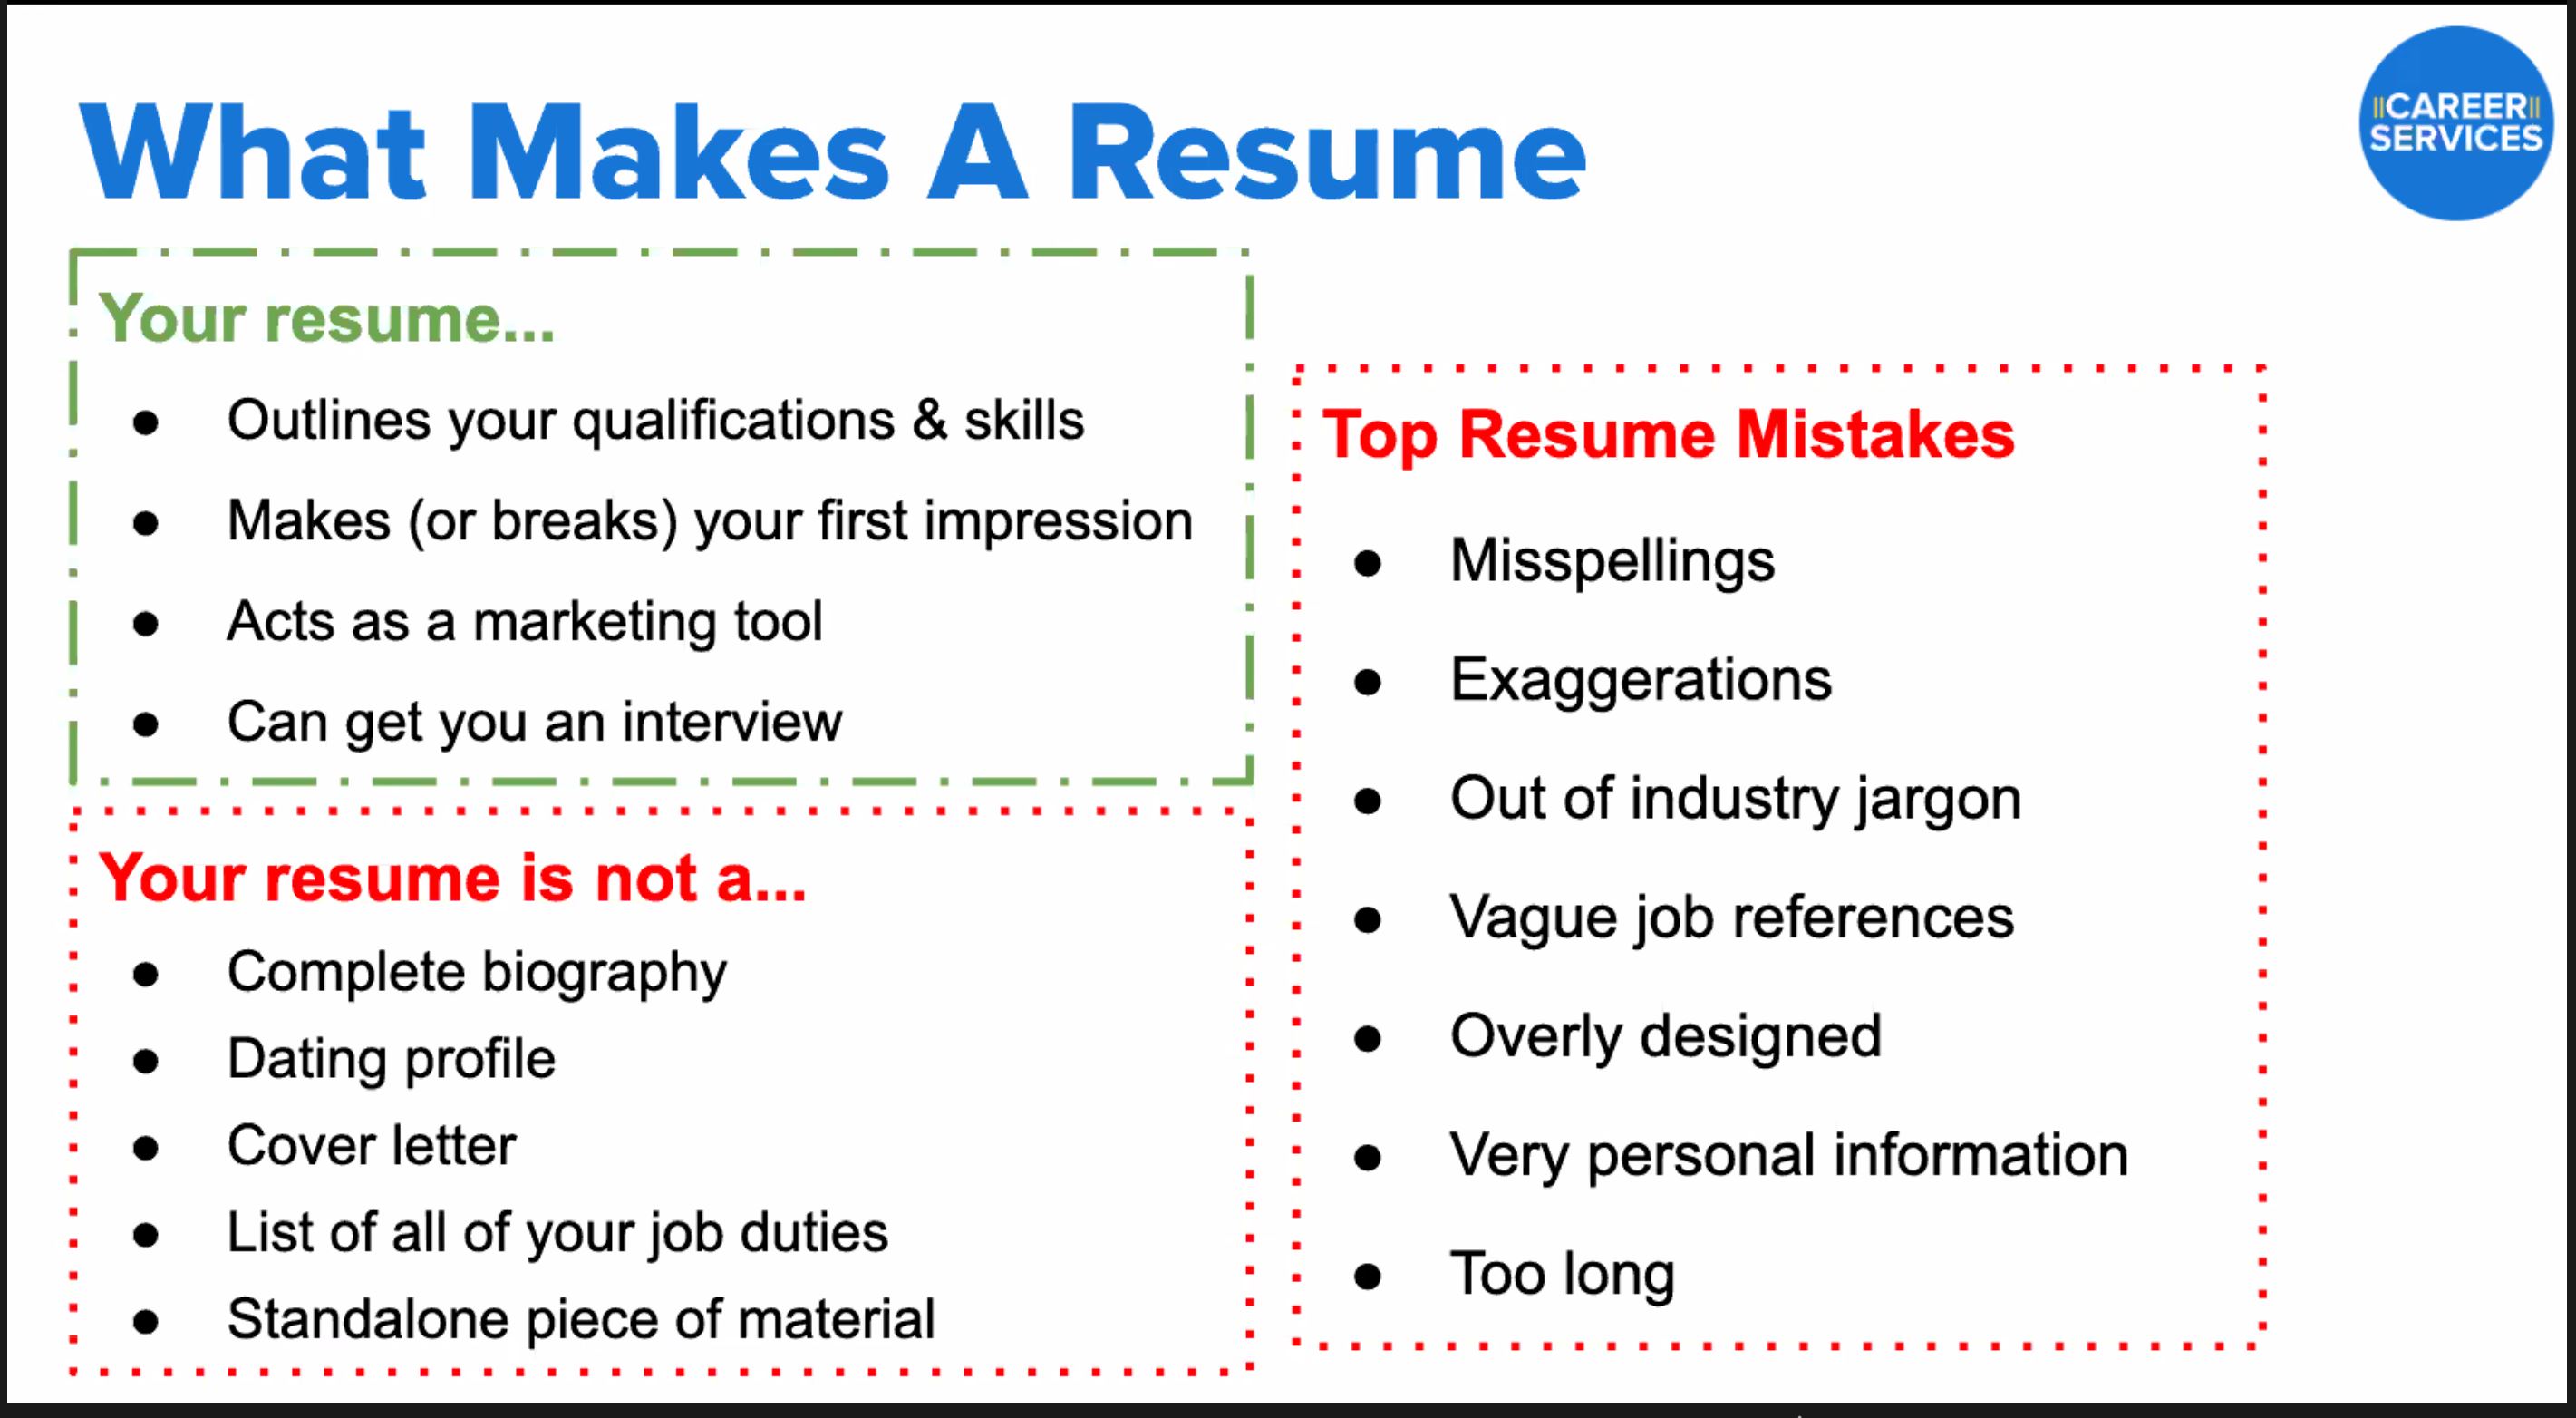 What Makes A Resume
||CAREER||
SERVICES
Your resume...
● Outlines your qualifications & skills
● Makes (or breaks) your first impression
● Acts as a marketing tool
● Can get you an interview
Your resume is not a...
● Complete biography
● Dating profile
● Cover letter
● List of all of your job duties
● Standalone piece of material
Top Resume Mistakes
● Misspellings
● Exaggerations
● Out of industry jargon
● Vague job references
● Overly designed
● Very personal information
● Too long